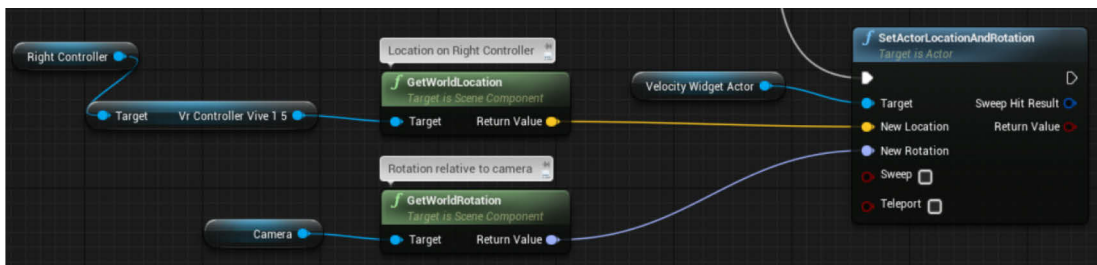 Right Controller
Target Vr Controller Vive 1 5
Location on Right Controller
GetWorldLocation
Target is Scene Component
Target Return Value
Rotation relative to camera
GetWorldRotation
Target is Scene Component
Target Return Value
Camera
Velocity Widget Actor
SetActorLocationAndRotation
Target is Actor
Target Sweep Hit Result
New Location Return Value
New Rotation
Sweep
Teleport